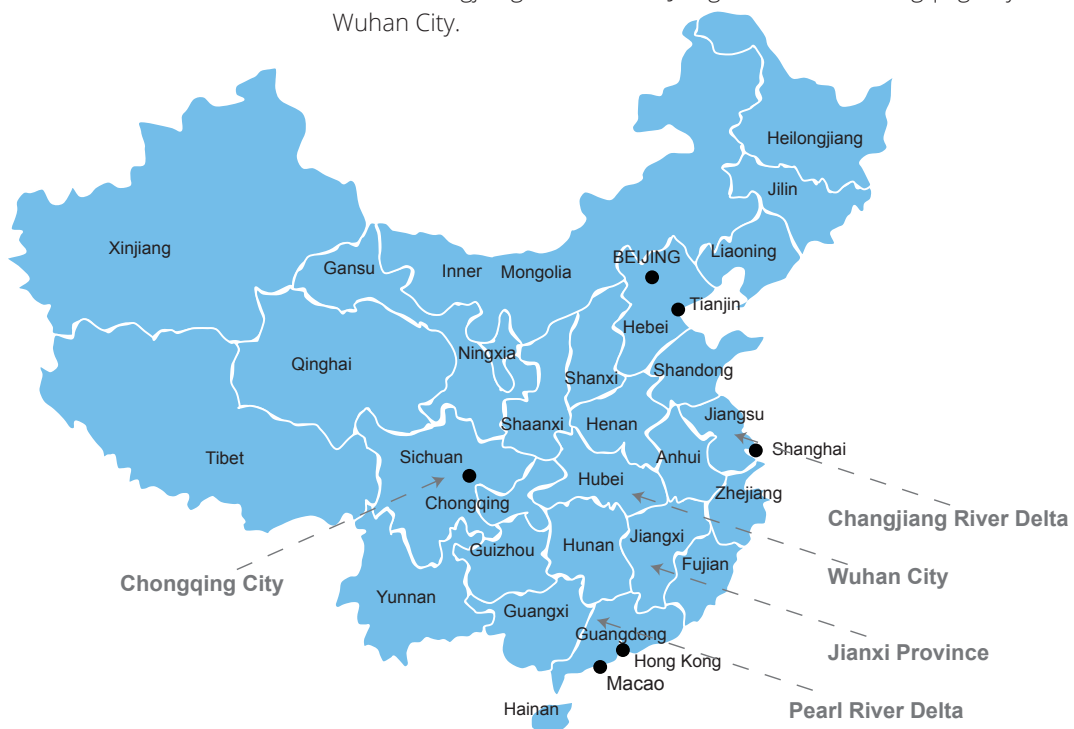 Wuhan City.
Heilongjiang
Jilin
Xinjiang
Liaoning
BEIJING
Gansu
Inner Mongolia
Tianjin
Hebei
Ningxia
Qinghai
Shandong
Shanxi
Jiangsu
Shaanxi
Henan
Shanghai
Tibet
Sichuan
Anhui
Hubei
Zhejiang
Chongqing
Changjiang River Delta
Guizhou
Hunan
Jiangxi
Fujian
Wuhan City
Chongqing City
Yunnan
Guangxi
Guangdong
Jianxi Province
Hong Kong
Macao
Hainan
Pearl River Delta